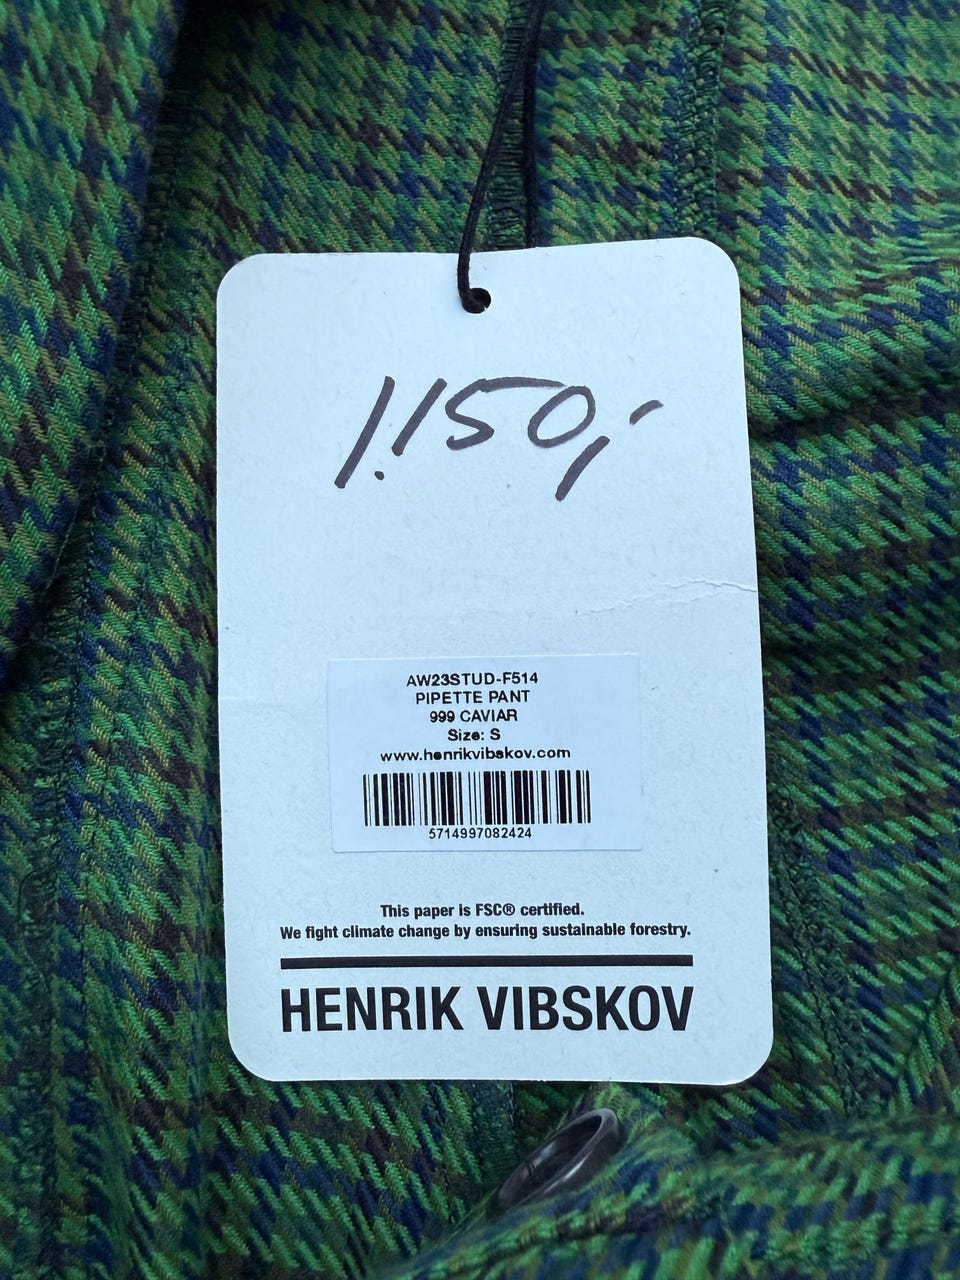 1.150,-
AW23STUD-F514
PIPETTE PANT
999 CAVIAR
Size: S
www.henrikvibskov.com
5714997082424
This paper is FSC® certified.
We fight climate change by ensuring sustainable forestry.
HENRIK VIBSKOV